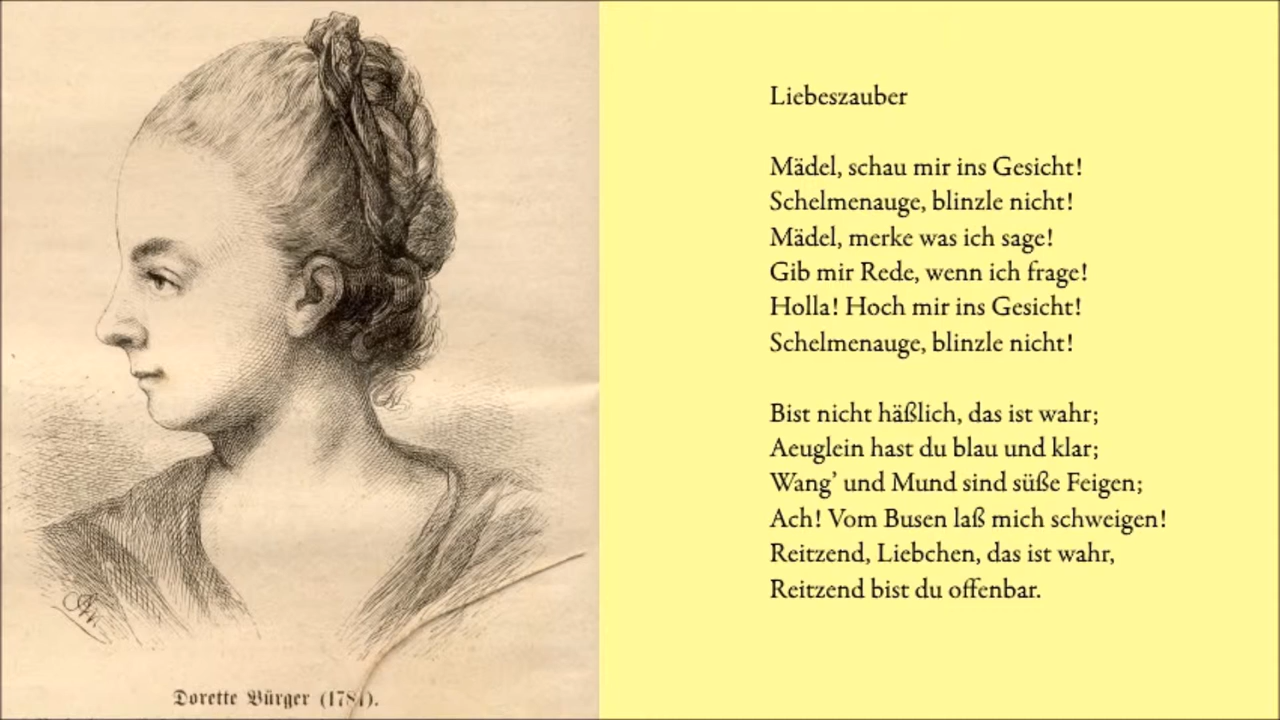 Liebeszauber
Mädel, schau mir ins Gesicht!
Schelmenauge, blinzle nicht!
Mädel, merke was ich sage!
Gib mir Rede, wenn ich frage!
Holla! Hoch mir ins Gesicht!
Schelmenauge, blinzle nicht!
Bist nicht häßlich, das ist wahr;
Aeuglein hast du blau und klar;
Wang’ und Mund sind süße Feigen;
Ach! Vom Busen laß mich schweigen!
Reitzend, Liebchen, das ist wahr,
Reitzend bist du offenbar.
Dorette Bürger (1781).